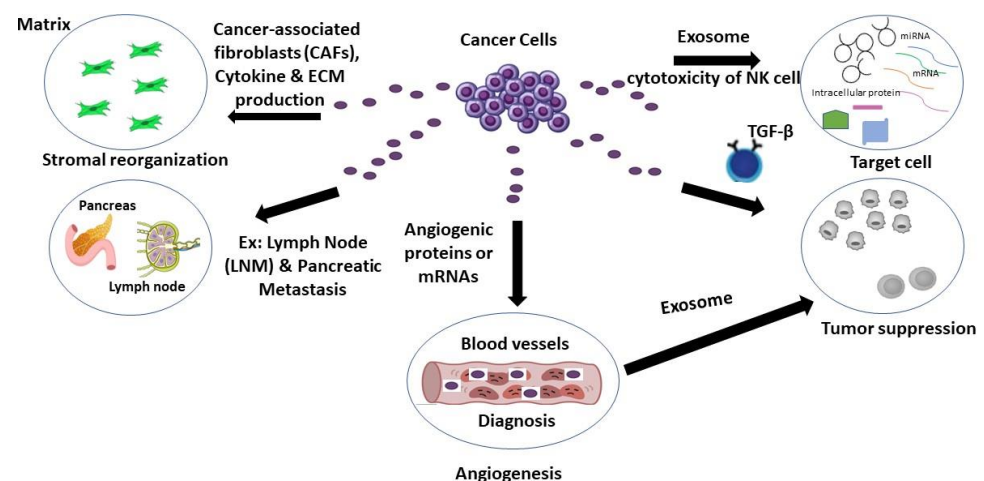 Matrix
Cancer-associated
fibroblasts (CAFs),
Cytokine & ECM
production
Stromal reorganization
Cancer Cells
Exosome
cytotoxicity of NK cell
miRNA
mRNA
Intracellular protein
Target cell
TGF-β
Pancreas
Lymph node
Ex: Lymph Node
(LNM) & Pancreatic
Metastasis
Angiogenic
proteins or
mRNAs
Exosome
Tumor suppression
Blood vessels
Diagnosis
Angiogenesis